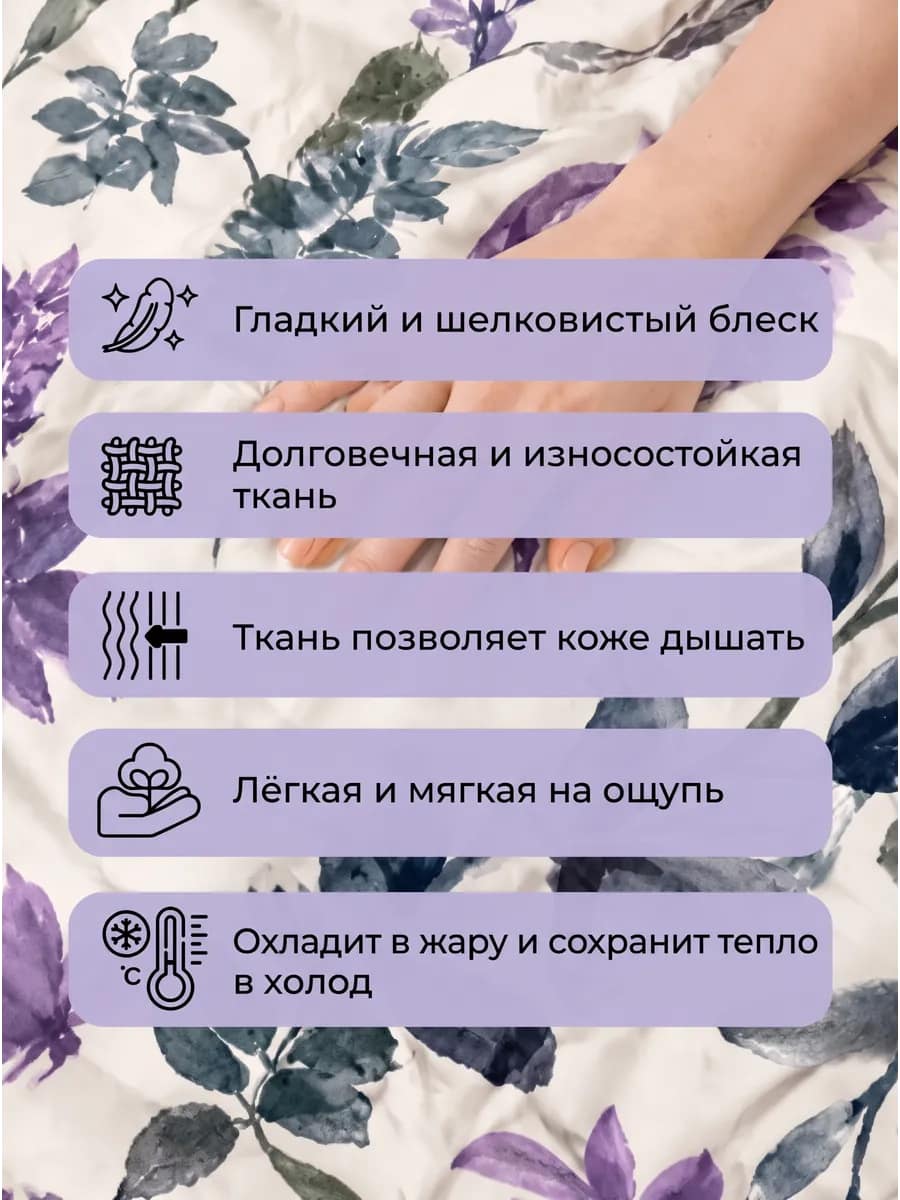 Гладкий и шелковистый блеск
Долговечная и износостойкая
ткань
Ткань позволяет коже дышать
Лёгкая и мягкая на ощупь
°C
Охладит в жару и сохранит тепло
в холод